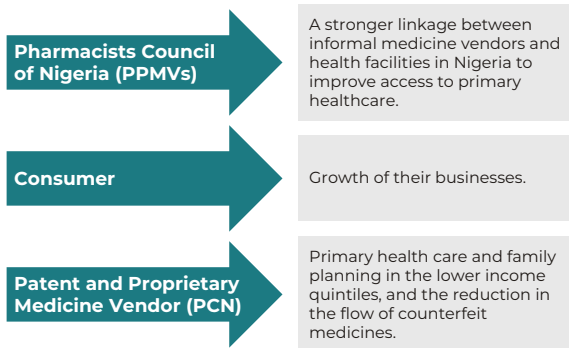 Pharmacists Council
of Nigeria (PPMVs)
A stronger linkage between
informal medicine vendors and
health facilities in Nigeria to
improve access to primary
healthcare.
Consumer
Growth of their businesses.
Patent and Proprietary
Medicine Vendor (PCN)
Primary health care and family
planning in the lower income
quintiles, and the reduction in
the flow of counterfeit
medicines.